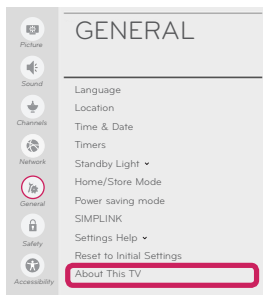 GENERAL
Picture
Sound
Channels
Network
General
Safety
Accessibility
Language
Location
Time & Date
Timers
Standby Light
Home/Store Mode
Power saving mode
SIMPLINK
Settings Help
Reset to Initial Settings
About This TV